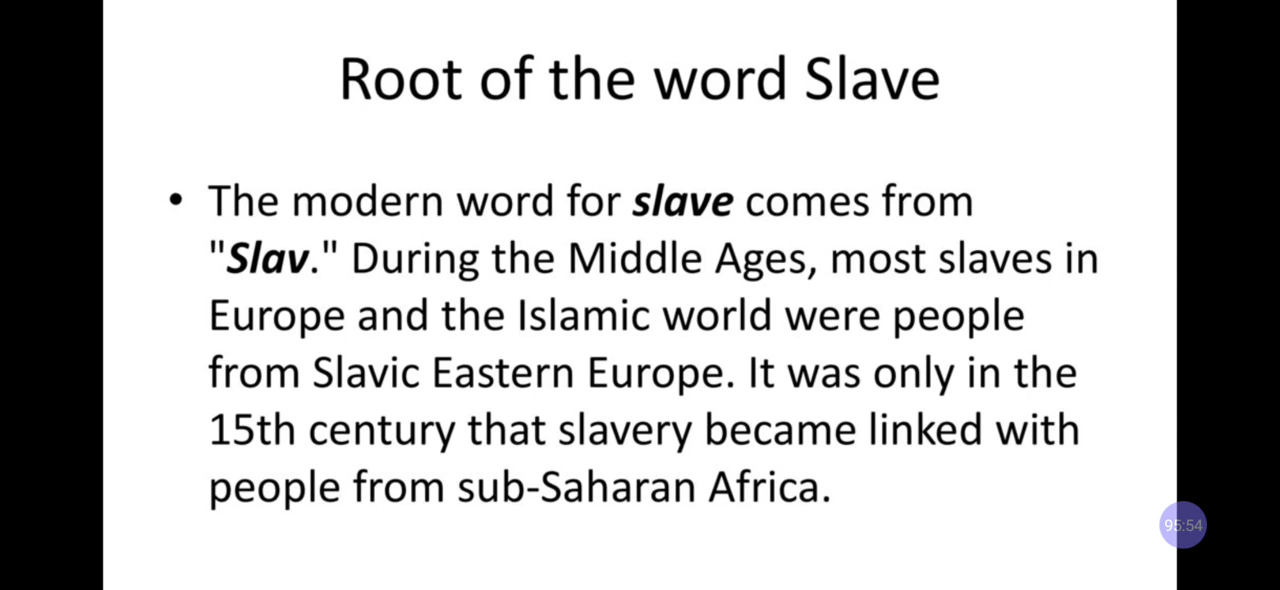 Root of the word Slave
• The modern word for slave comes from
"Slav." During the Middle Ages, most slaves in
Europe and the Islamic world were people
from Slavic Eastern Europe. It was only in the
15th century that slavery became linked with
people from sub-Saharan Africa.
95:54